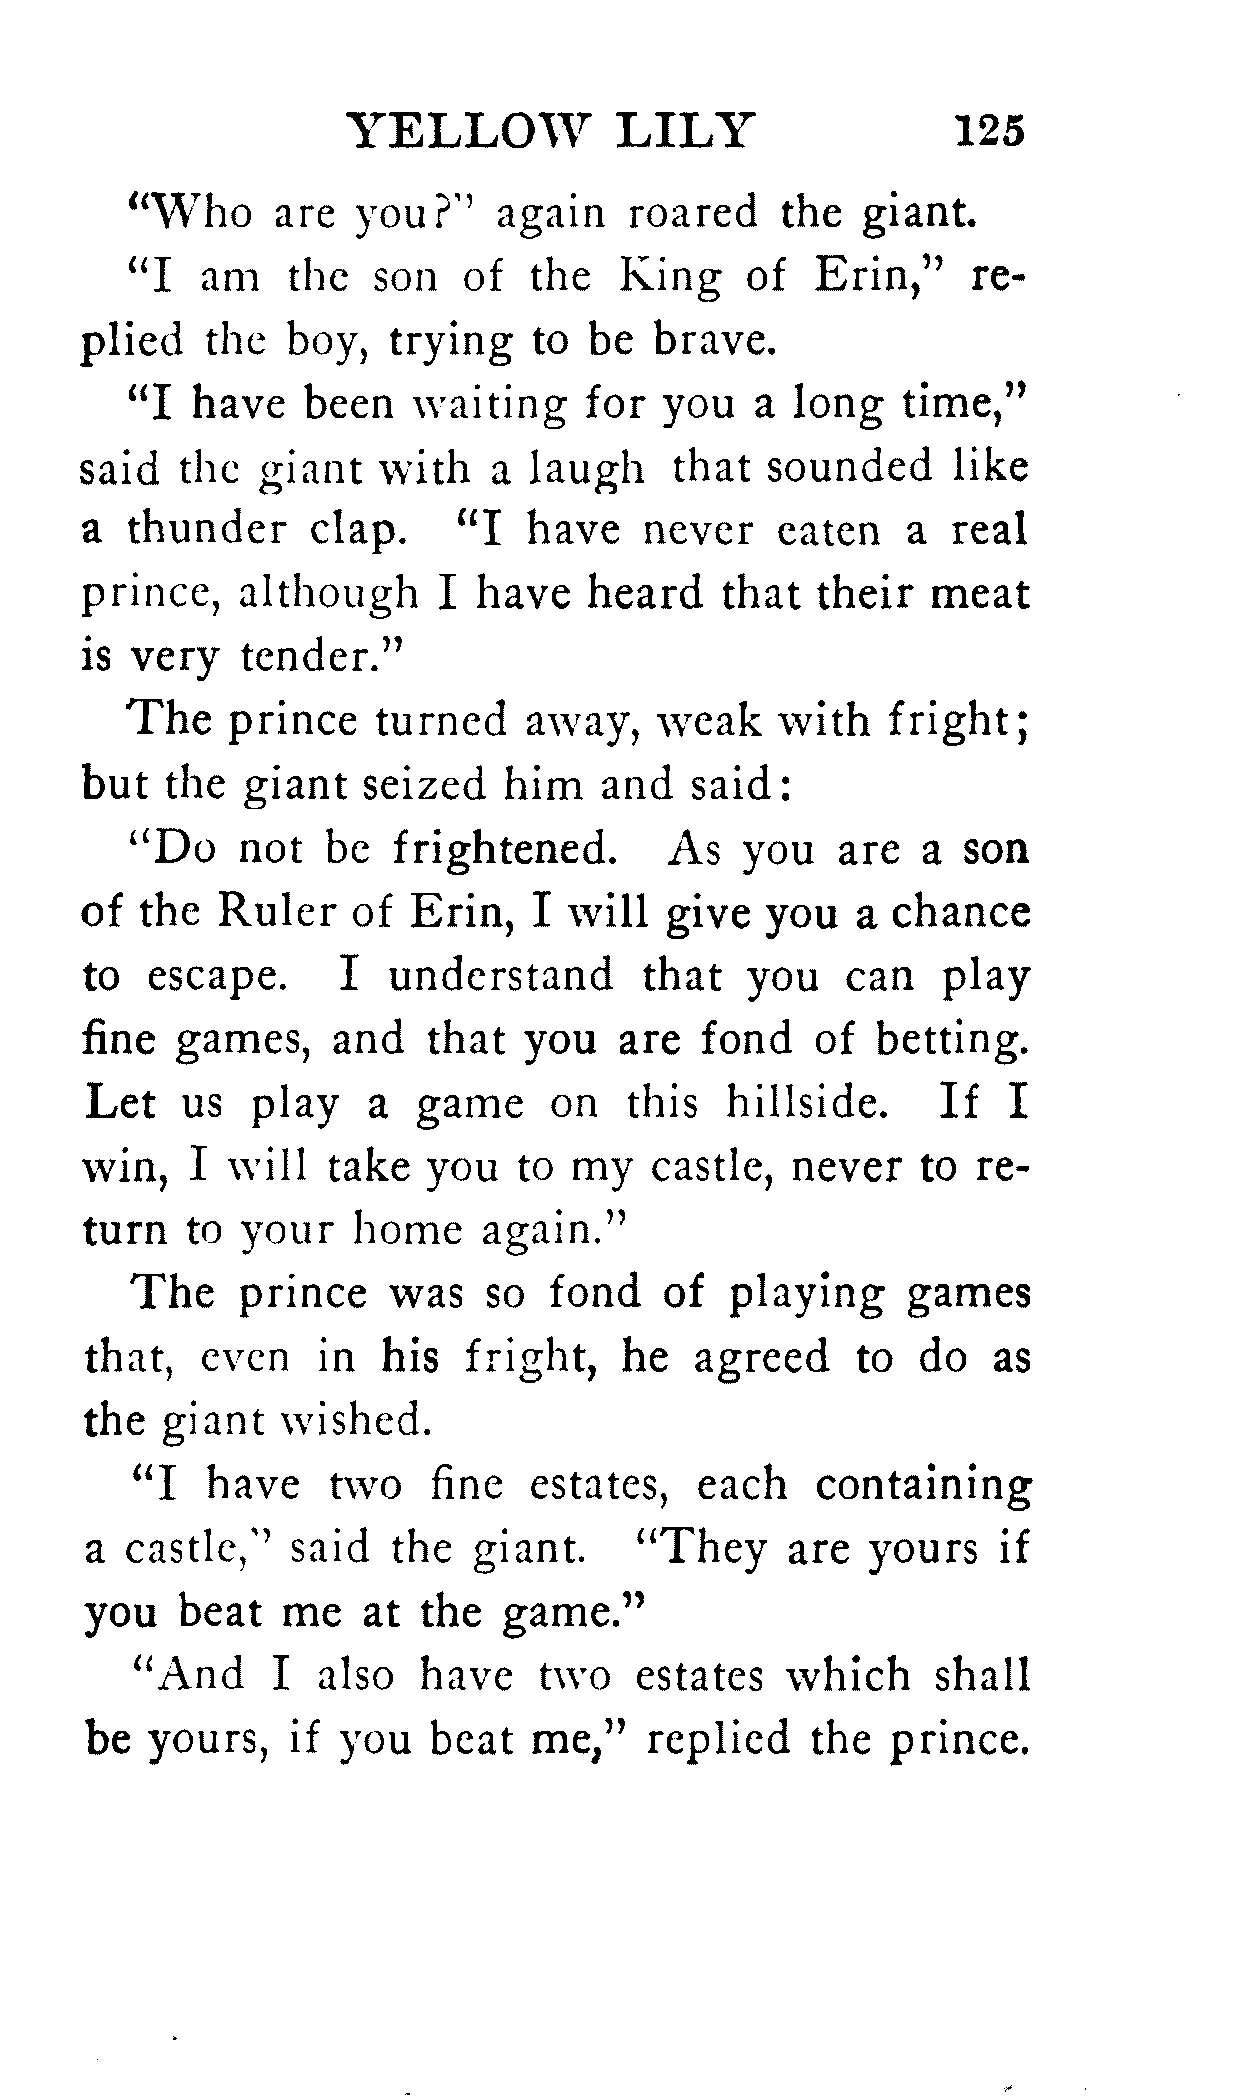 YELLOW LILY 125
"Who are you?" again roared the giant.
"I am the son of the King of Erin," re-
plied the boy, trying to be brave.
"I have been waiting for you a long time,"
said the giant with a laugh that sounded like
a thunder clap. "I have never eaten a real
prince, although I have heard that their meat
is very tender."
The prince turned away, weak with fright;
but the giant seized him and said:
"Do not be frightened. As you are a son
of the Ruler of Erin, I will give you a chance
to escape. I understand that you can play
fine games, and that you are fond of betting.
Let us play a game on this hillside. If I
win, I will take you to my castle, never to re-
turn to your home again."
The prince was so fond of playing games
that, even in his fright, he agreed to do as
the giant wished.
"I have two fine estates, each containing
a castle," said the giant. "They are yours if
you beat me at the game."
"And I also have two estates which shall
be yours, if you beat me," replied the prince.